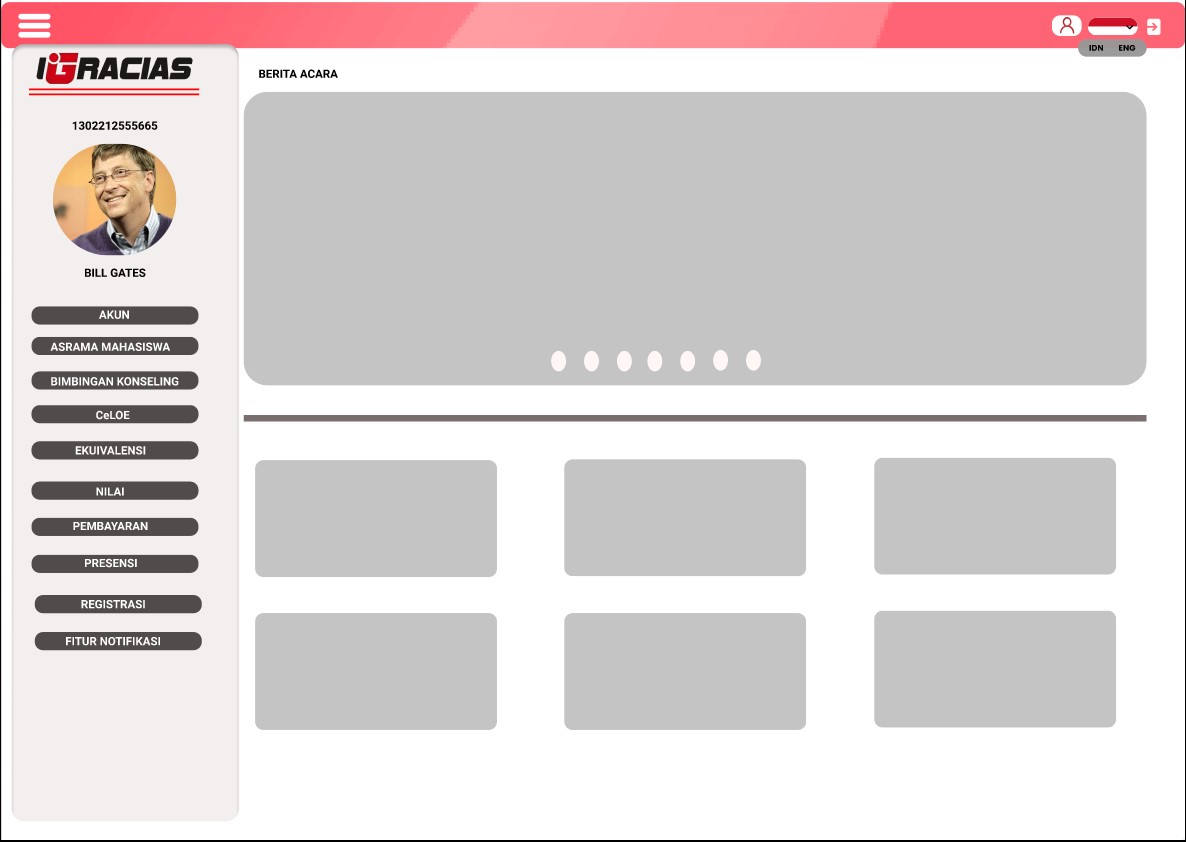 IDN ENG
iGRACIAS
BERITA ACARA
1302212555665
BILL GATES
AKUN
ASRAMA MAHASISWA
BIMBINGAN KONSELING
CeLOE
EKUIVALENSI
NILAI
PEMBAYARAN
PRESENSI
REGISTRASI
FITUR NOTIFIKASI